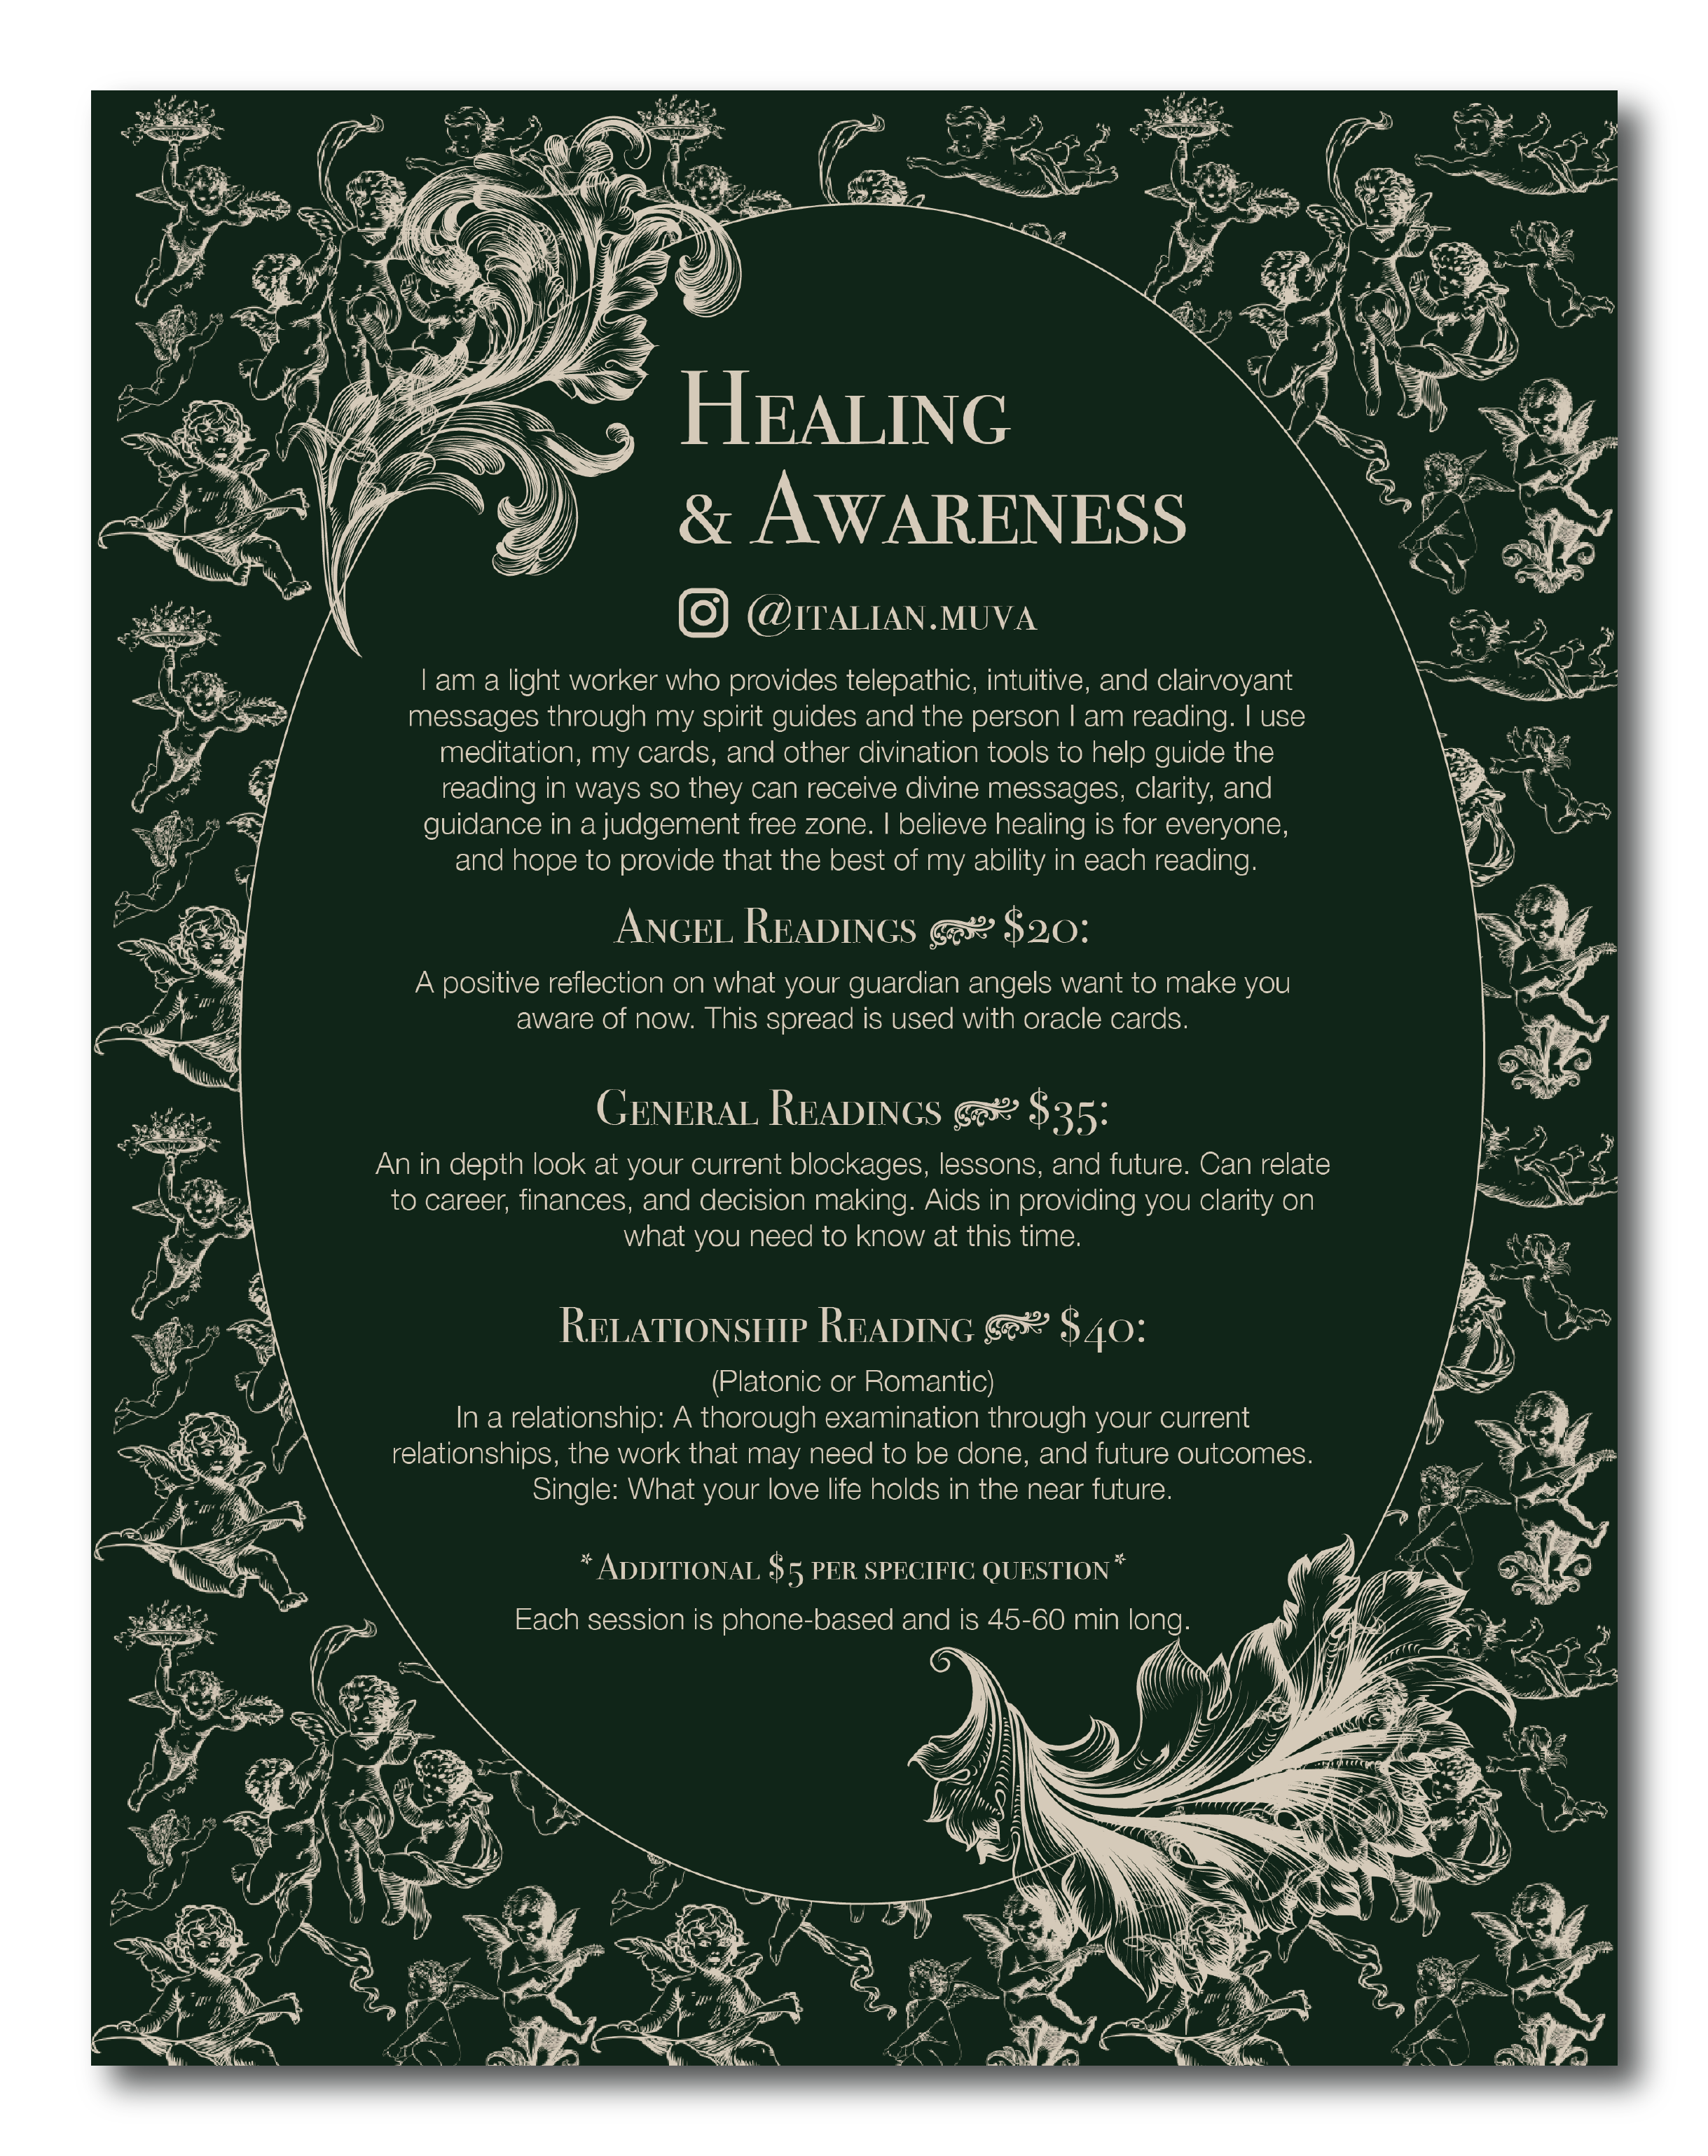 HEALING
& AWARENESS
@ITALIAN.MUVA
I am a light worker who provides telepathic, intuitive, and clairvoyant
messages through my spirit guides and the person I am reading. I use
meditation, my cards, and other divination tools to help guide the
reading in ways so they can receive divine messages, clarity, and
guidance in a judgement free zone. I believe healing is for everyone,
and hope to provide that the best of my ability in each reading.
ANGEL READINGS $20:
A positive reflection on what your guardian angels want to make you
aware of now. This spread is used with oracle cards.
GENERAL READINGS $35:
An in depth look at your current blockages, lessons, and future. Can relate
to career, finances, and decision making. Aids in providing you clarity on
what you need to know at this time.
RELATIONSHIP READING $40:
(Platonic or Romantic)
In a relationship: A thorough examination through your current
relationships, the work that may need to be done, and future outcomes.
Single: What your love life holds in the near future.
*ADDITIONAL $5 PER SPECIFIC QUESTION*
Each session is phone-based and is 45-60 min long.